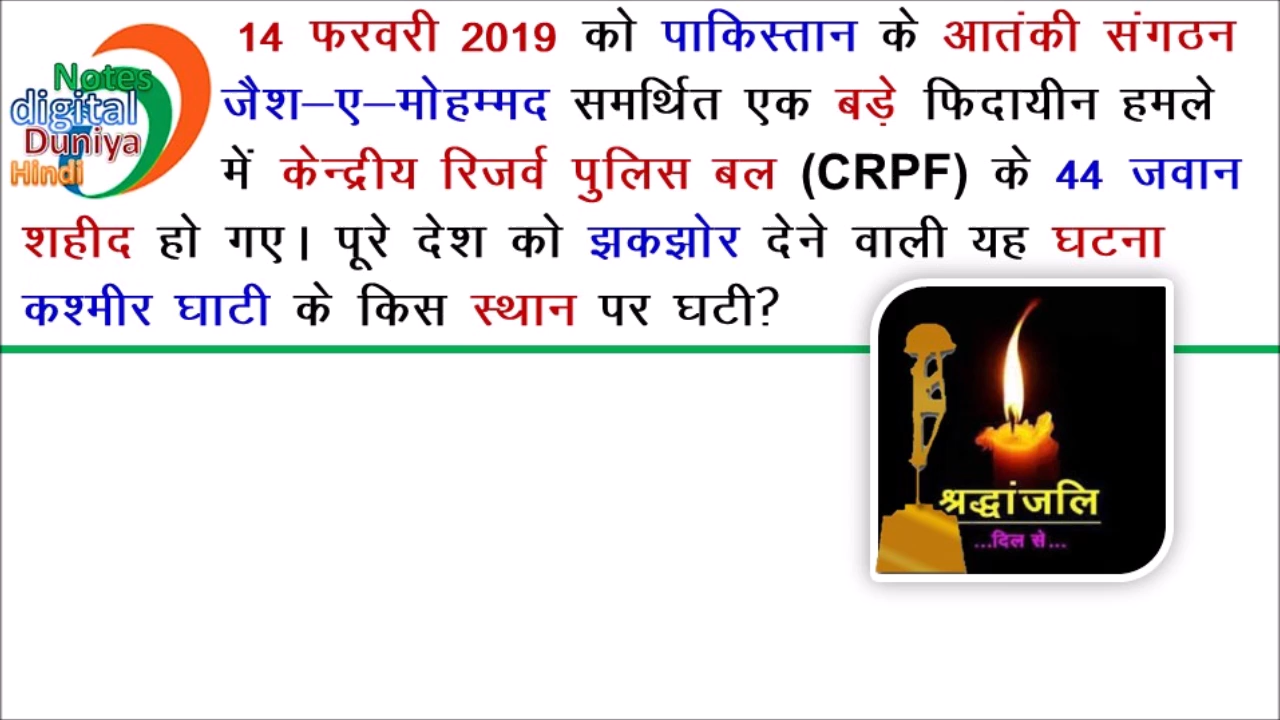 14 फरवरी 2019 को पाकिस्तान के आतंकी संगठन
जैश–ए–मोहम्मद समर्थित एक बड़े फिदायीन हमले
में केन्द्रीय रिजर्व पुलिस बल (CRPF) के 44 जवान
शहीद हो गए। पूरे देश को झकझोर देने वाली यह घटना
कश्मीर घाटी के किस स्थान पर घटी?
Notes
digital
Duniya
Hindi
श्रद्धांजलि
...दिल से...